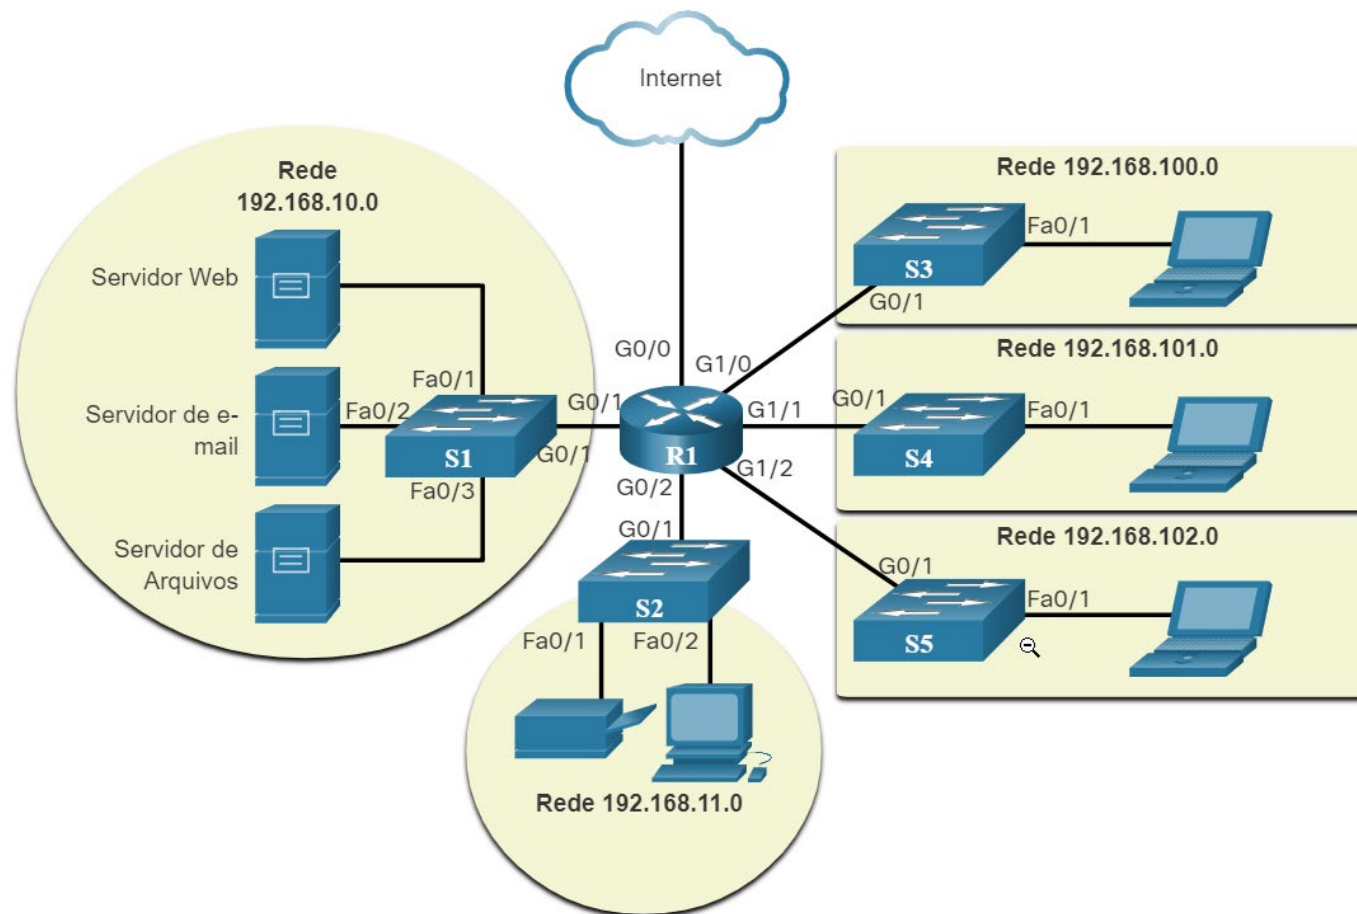 Internet
Rede
192.168.10.0
Servidor Web
Fa0/1
Servidor de e-
mail
Fa0/2
S1
G0/1
G0/1
Fa0/3
Servidor de
Arquivos
G0/0
G1/0
G1/1
R1
G1/2
G0/2
G0/1
S2
Fa0/1
Fa0/2
Rede 192.168.11.0
Rede 192.168.100.0
Fa0/1
S3
G0/1
Rede 192.168.101.0
G0/1
Fa0/1
S4
Rede 192.168.102.0
G0/1
Fa0/1
S5